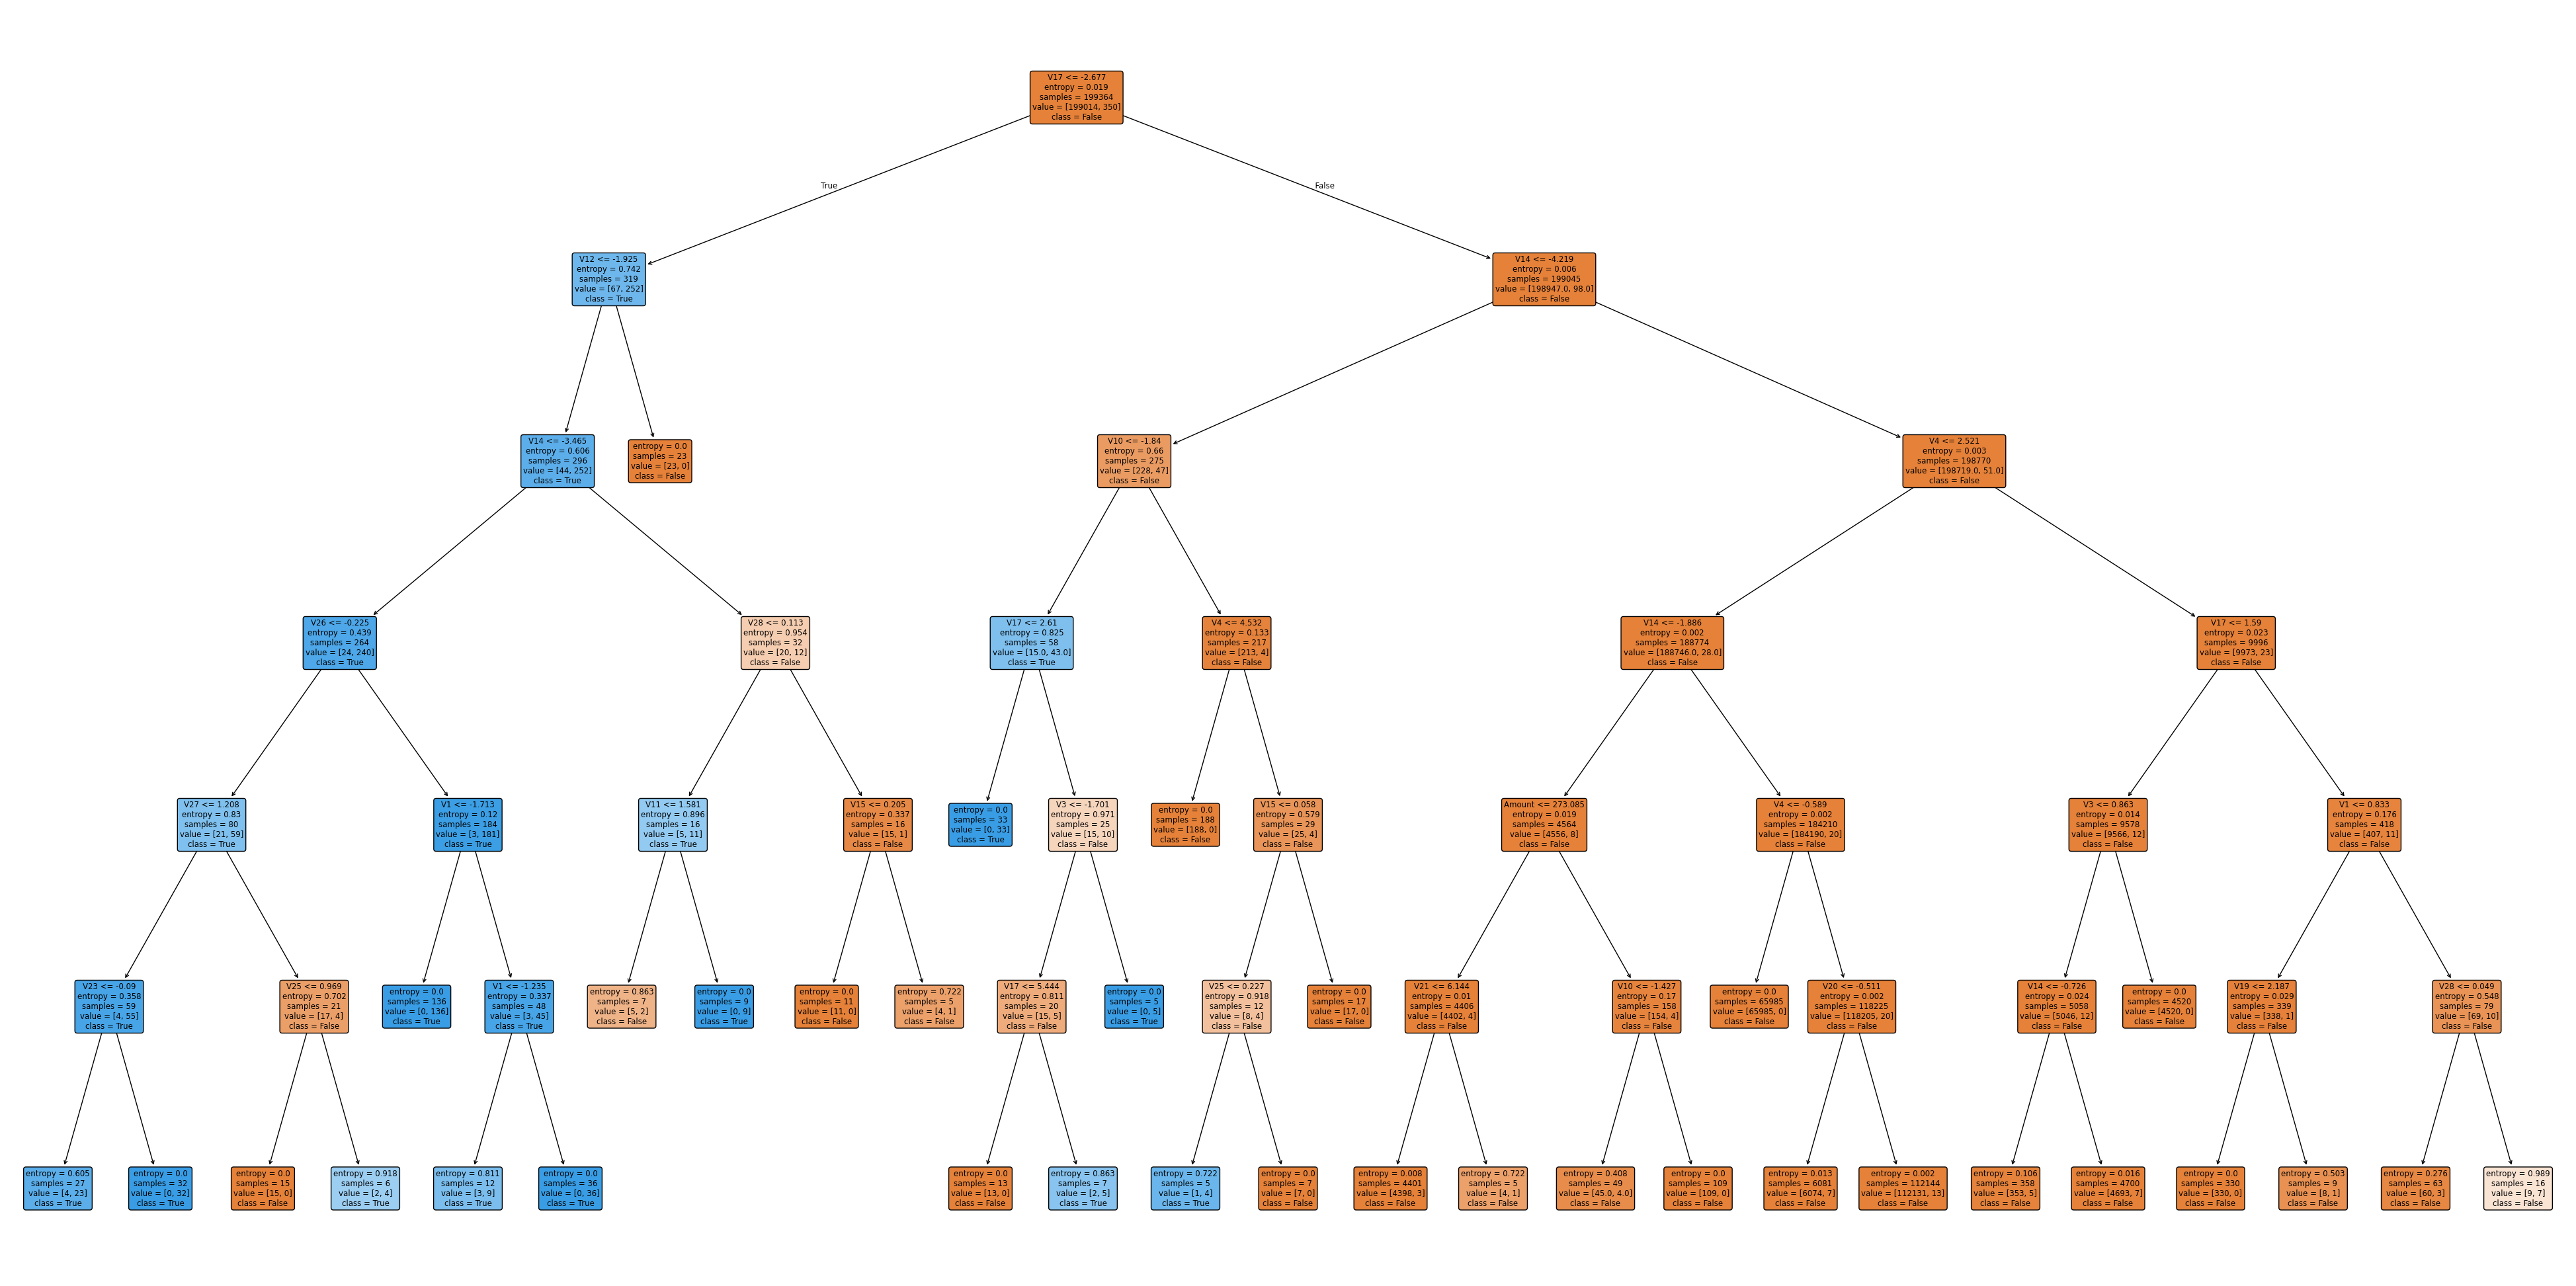 V17 <= -2.677
entropy = 0.019
samples = 199364
value = [199014, 350]
class = False
True
False
V12 <= -1.925
entropy = 0.742
samples = 319
value = [67, 252]
class = True
V14 <= -4.219
entropy = 0.006
samples = 199045
value = [198947.0, 98.0]
class = False
V14 <= -3.465
entropy = 0.606
samples = 296
value = [44, 252]
class = True
entropy = 0.0
samples = 23
value = [23, 0]
class = False
V10 <= -1.84
entropy = 0.66
samples = 275
value = [228, 47]
class = False
V4 <= 2.521
entropy = 0.003
samples = 198770
value = [198719.0, 51.0]
class = False
V26 <= -0.225
entropy = 0.439
samples = 264
value = [24, 240]
class = True
V28 <= 0.113
entropy = 0.954
samples = 32
value = [20, 12]
class = False
V17 <= 2.61
entropy = 0.825
samples = 58
value = [15.0, 43.0]
class = True
V4 <= 4.532
entropy = 0.133
samples = 217
value = [213, 4]
class = False
V14 <= -1.886
entropy = 0.002
samples = 188774
value = [188746.0, 28.0]
class = False
V17 <= 1.59
entropy = 0.023
samples = 9996
value = [9973, 23]
class = False
V27 <= 1.208
entropy = 0.83
samples = 80
value = [21, 59]
class = True
V1 <= -1.713
entropy = 0.12
samples = 184
value = [3, 181]
class = True
V11 <= 1.581
entropy = 0.896
samples = 16
value = [5, 11]
class = True
V15 <= 0.205
entropy = 0.337
samples = 16
value = [15, 1]
class = False
entropy = 0.0
samples = 33
value = [0, 33]
class = True
V3 <= -1.701
entropy = 0.971
samples = 25
value = [15, 10]
class = False
entropy = 0.0
samples = 188
value = [188, 0]
class = False
V15 <= 0.058
entropy = 0.579
samples = 29
value = [25, 4]
class = False
Amount <= 273.085
entropy = 0.019
samples = 4564
value = [4556, 8]
class = False
V4 <= -0.589
entropy = 0.002
samples = 184210
value = [184190, 20]
class = False
V3 <= 0.863
entropy = 0.014
samples = 9578
value = [9566, 12]
class = False
V1 <= 0.833
entropy = 0.176
samples = 418
value = [407, 11]
class = False
V23 <= -0.09
entropy = 0.358
samples = 59
value = [4, 55]
class = True
V25 <= 0.969
entropy = 0.702
samples = 21
value = [17, 4]
class = False
entropy = 0.0
samples = 136
value = [0, 136]
class = True
V1 <= -1.235
entropy = 0.337
samples = 48
value = [3, 45]
class = True
entropy = 0.863
samples = 7
value = [5, 2]
class = False
entropy = 0.0
samples = 9
value = [0, 9]
class = True
entropy = 0.0
samples = 11
value = [11, 0]
class = False
entropy = 0.722
samples = 5
value = [4, 1]
class = False
V17 <= 5.444
entropy = 0.811
samples = 20
value = [15, 5]
class = False
entropy = 0.0
samples = 5
value = [0, 5]
class = True
V25 <= 0.227
entropy = 0.918
samples = 12
value = [8, 4]
class = False
entropy = 0.0
samples = 17
value = [17, 0]
class = False
V21 <= 6.144
entropy = 0.01
samples = 4406
value = [4402, 4]
class = False
V10 <= -1.427
entropy = 0.17
samples = 158
value = [154, 4]
class = False
entropy = 0.0
samples = 65985
value = [65985, 0]
class = False
V20 <= -0.511
entropy = 0.002
samples = 118225
value = [118205, 20]
class = False
V14 <= -0.726
entropy = 0.024
samples = 5058
value = [5046, 12]
class = False
entropy = 0.0
samples = 4520
value = [4520, 0]
class = False
V19 <= 2.187
entropy = 0.029
samples = 339
value = [338, 1]
class = False
V28 <= 0.049
entropy = 0.548
samples = 79
value = [69, 10]
class = False
entropy = 0.605
samples = 27
value = [4, 23]
class = True
entropy = 0.0
samples = 32
value = [0, 32]
class = True
entropy = 0.0
samples = 15
value = [15, 0]
class = False
entropy = 0.918
samples = 6
value = [2, 4]
class = True
entropy = 0.811
samples = 12
value = [3, 9]
class = True
entropy = 0.0
samples = 36
value = [0, 36]
class = True
entropy = 0.0
samples = 13
value = [13, 0]
class = False
entropy = 0.863
samples = 7
value = [2, 5]
class = True
entropy = 0.722
samples = 5
value = [1, 4]
class = True
entropy = 0.0
samples = 7
value = [7, 0]
class = False
entropy = 0.008
samples = 4401
value = [4398, 3]
class = False
entropy = 0.722
samples = 5
value = [4, 1]
class = False
entropy = 0.408
samples = 49
value = [45.0, 4.0]
class = False
entropy = 0.0
samples = 109
value = [109, 0]
class = False
entropy = 0.013
samples = 6081
value = [6074, 7]
class = False
entropy = 0.002
samples = 112144
value = [112131, 13]
class = False
entropy = 0.106
samples = 358
value = [353, 5]
class = False
entropy = 0.016
samples = 4700
value = [4693, 7]
class = False
entropy = 0.0
samples = 330
value = [330, 0]
class = False
entropy = 0.503
samples = 9
value = [8, 1]
class = False
entropy = 0.276
samples = 63
value = [60, 3]
class = False
entropy = 0.989
samples = 16
value = [9, 7]
class = False